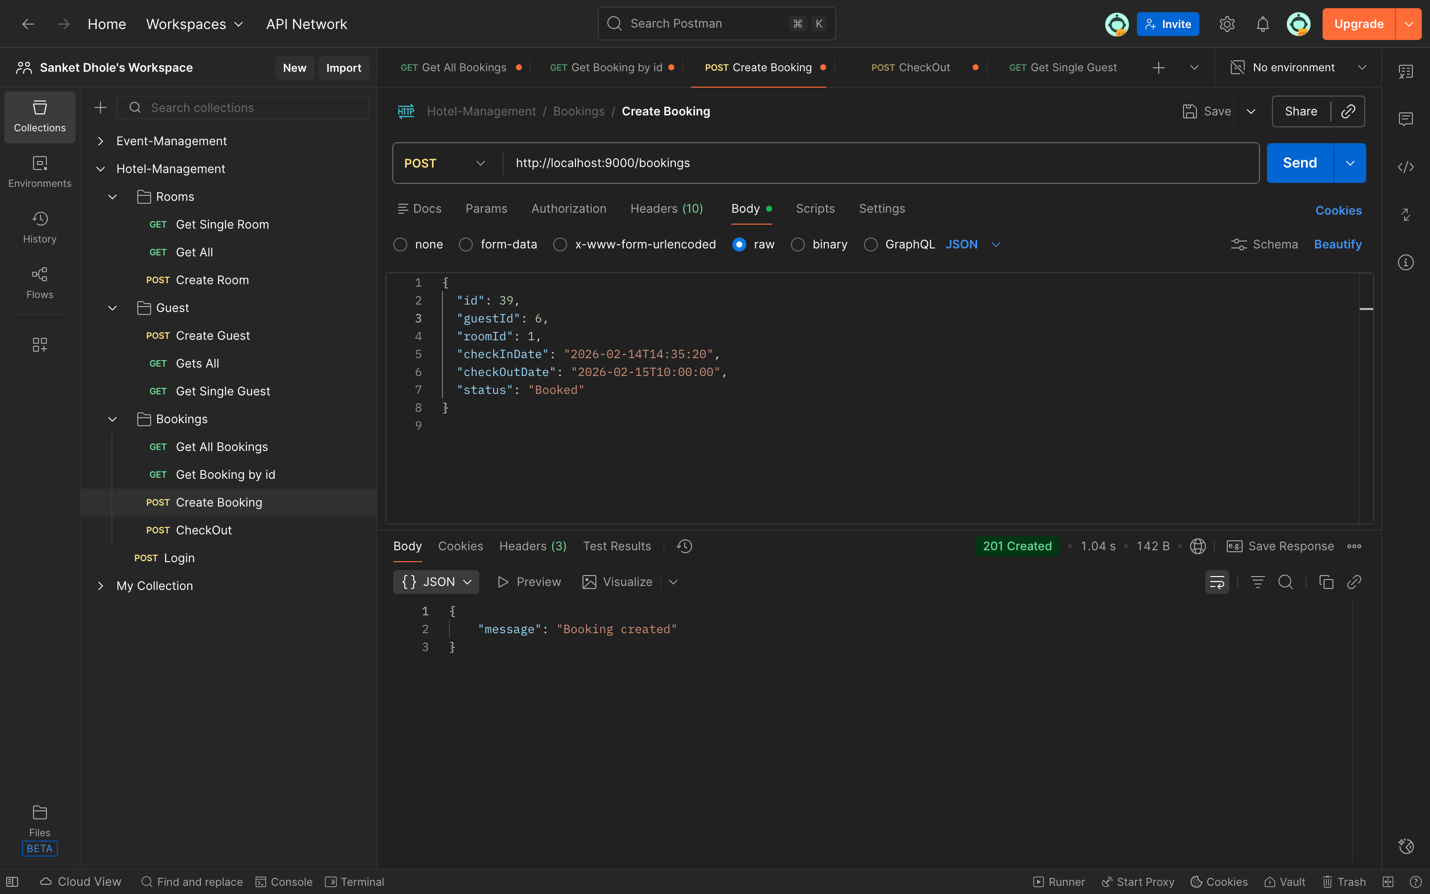 Home Workspaces API Network Search Postman ⌘ K Invite Upgrade
Sanket Dhole's Workspace New Import GET Get All Bookings GET Get Booking by id POST Create Booking POST CheckOut GET Get Single Guest No environment
Collections
Environments
History
Flows
Files
BETA
Search collections
Event-Management
Hotel-Management
Rooms
GET Get Single Room
GET Get All
POST Create Room
Guest
POST Create Guest
GET Gets All
GET Get Single Guest
Bookings
GET Get All Bookings
GET Get Booking by id
POST Create Booking
POST CheckOut
POST Login
My Collection
HTTP Hotel-Management / Bookings / Create Booking Save Share
POST http://localhost:9000/bookings Send
Docs Params Authorization Headers (10) Body Scripts Settings Cookies
none form-data x-www-form-urlencoded raw binary GraphQL JSON Schema Beautify
1 {
2 "id": 39,
3 "guestId": 6,
4 "roomId": 1,
5 "checkInDate": "2026-02-14T14:35:20",
6 "checkOutDate": "2026-02-15T10:00:00",
7 "status": "Booked"
8 }
9
Body Cookies Headers (3) Test Results 201 Created • 1.04 s • 142 B e.g. Save Response
{} JSON Preview Visualize
1 {
2 "message": "Booking created"
3 }
Cloud View Find and replace Console Terminal Runner Start Proxy Cookies Vault Trash